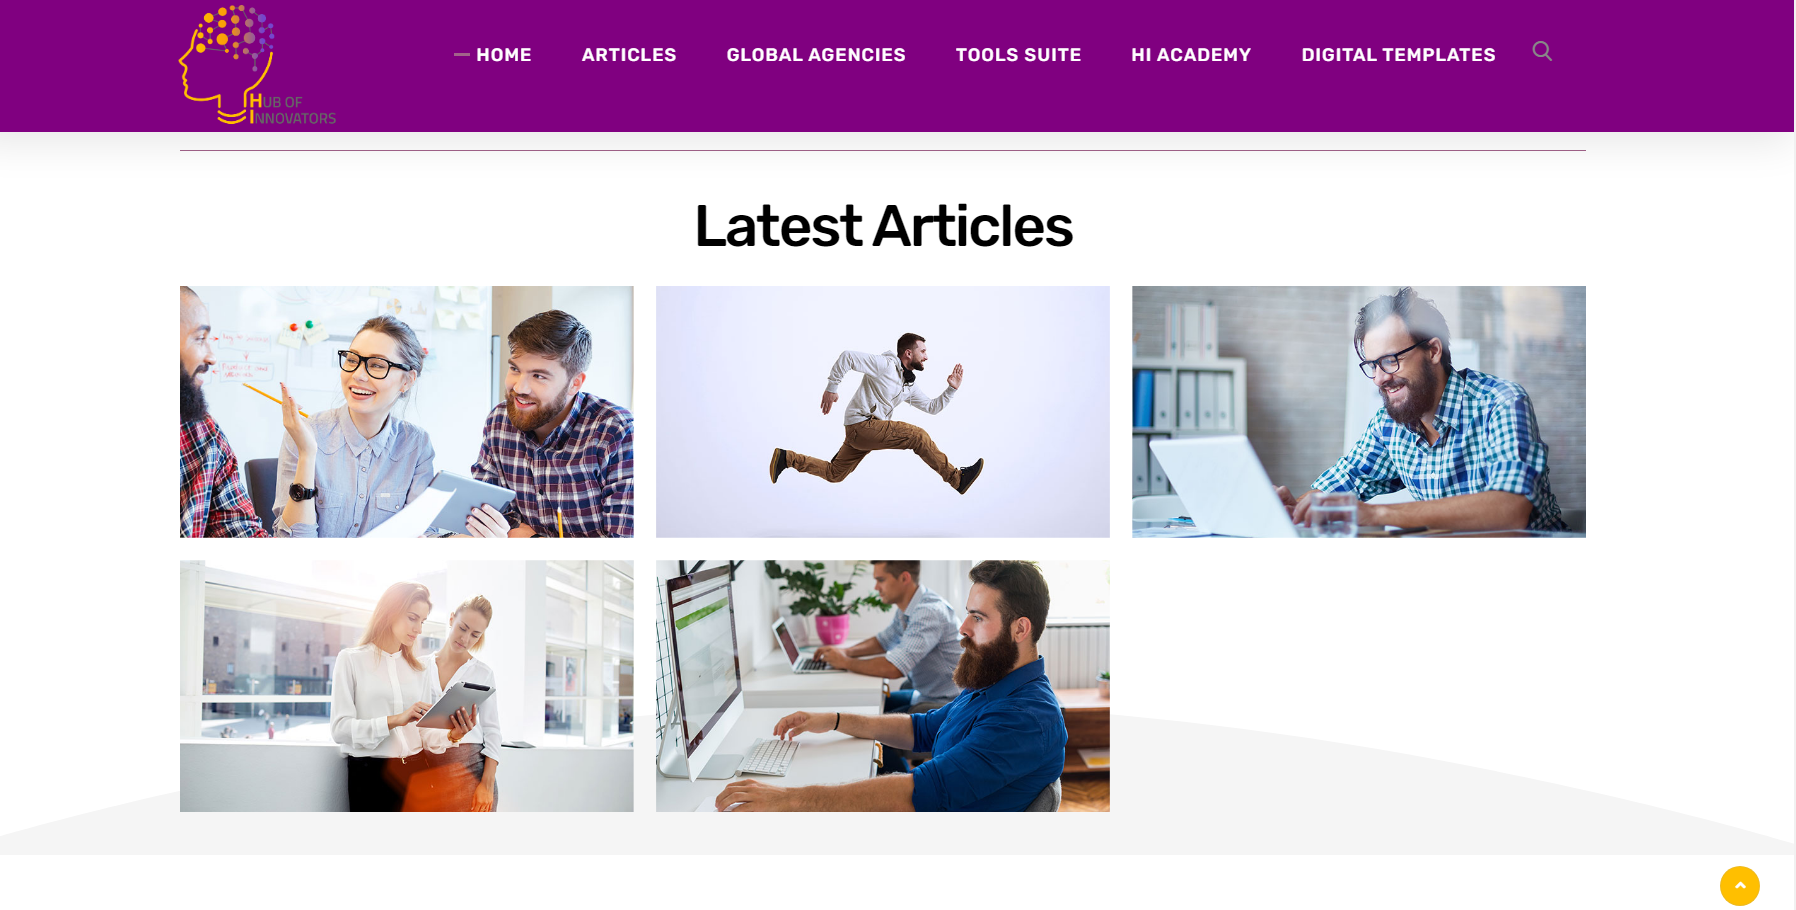 HUB OF
INNOVATORS
HOME
ARTICLES
GLOBAL AGENCIES
TOOLS SUITE
HI ACADEMY
DIGITAL TEMPLATES
Latest Articles